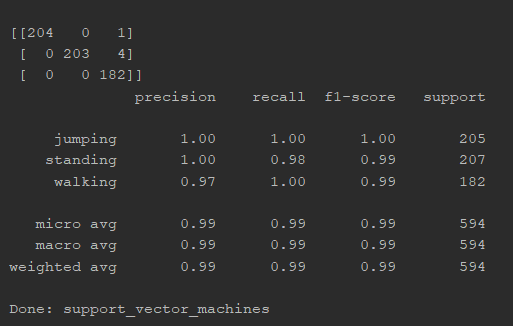 [[204   0   1]
 [  0 203   4]
 [  0   0 182]]
              precision    recall  f1-score   support

     jumping       1.00      1.00      1.00       205
    standing       1.00      0.98      0.99       207
     walking       0.97      1.00      0.99       182

   micro avg       0.99      0.99      0.99       594
   macro avg       0.99      0.99      0.99       594
weighted avg       0.99      0.99      0.99       594

Done: support_vector_machines